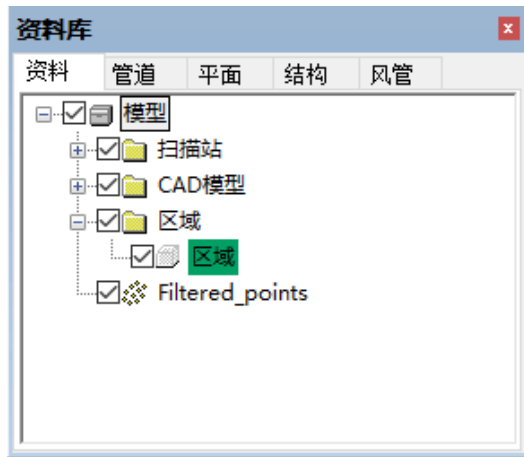 资料库
资料 管道 平面 结构 风管
模型
扫描站
CAD模型
区域
区域
Filtered_points